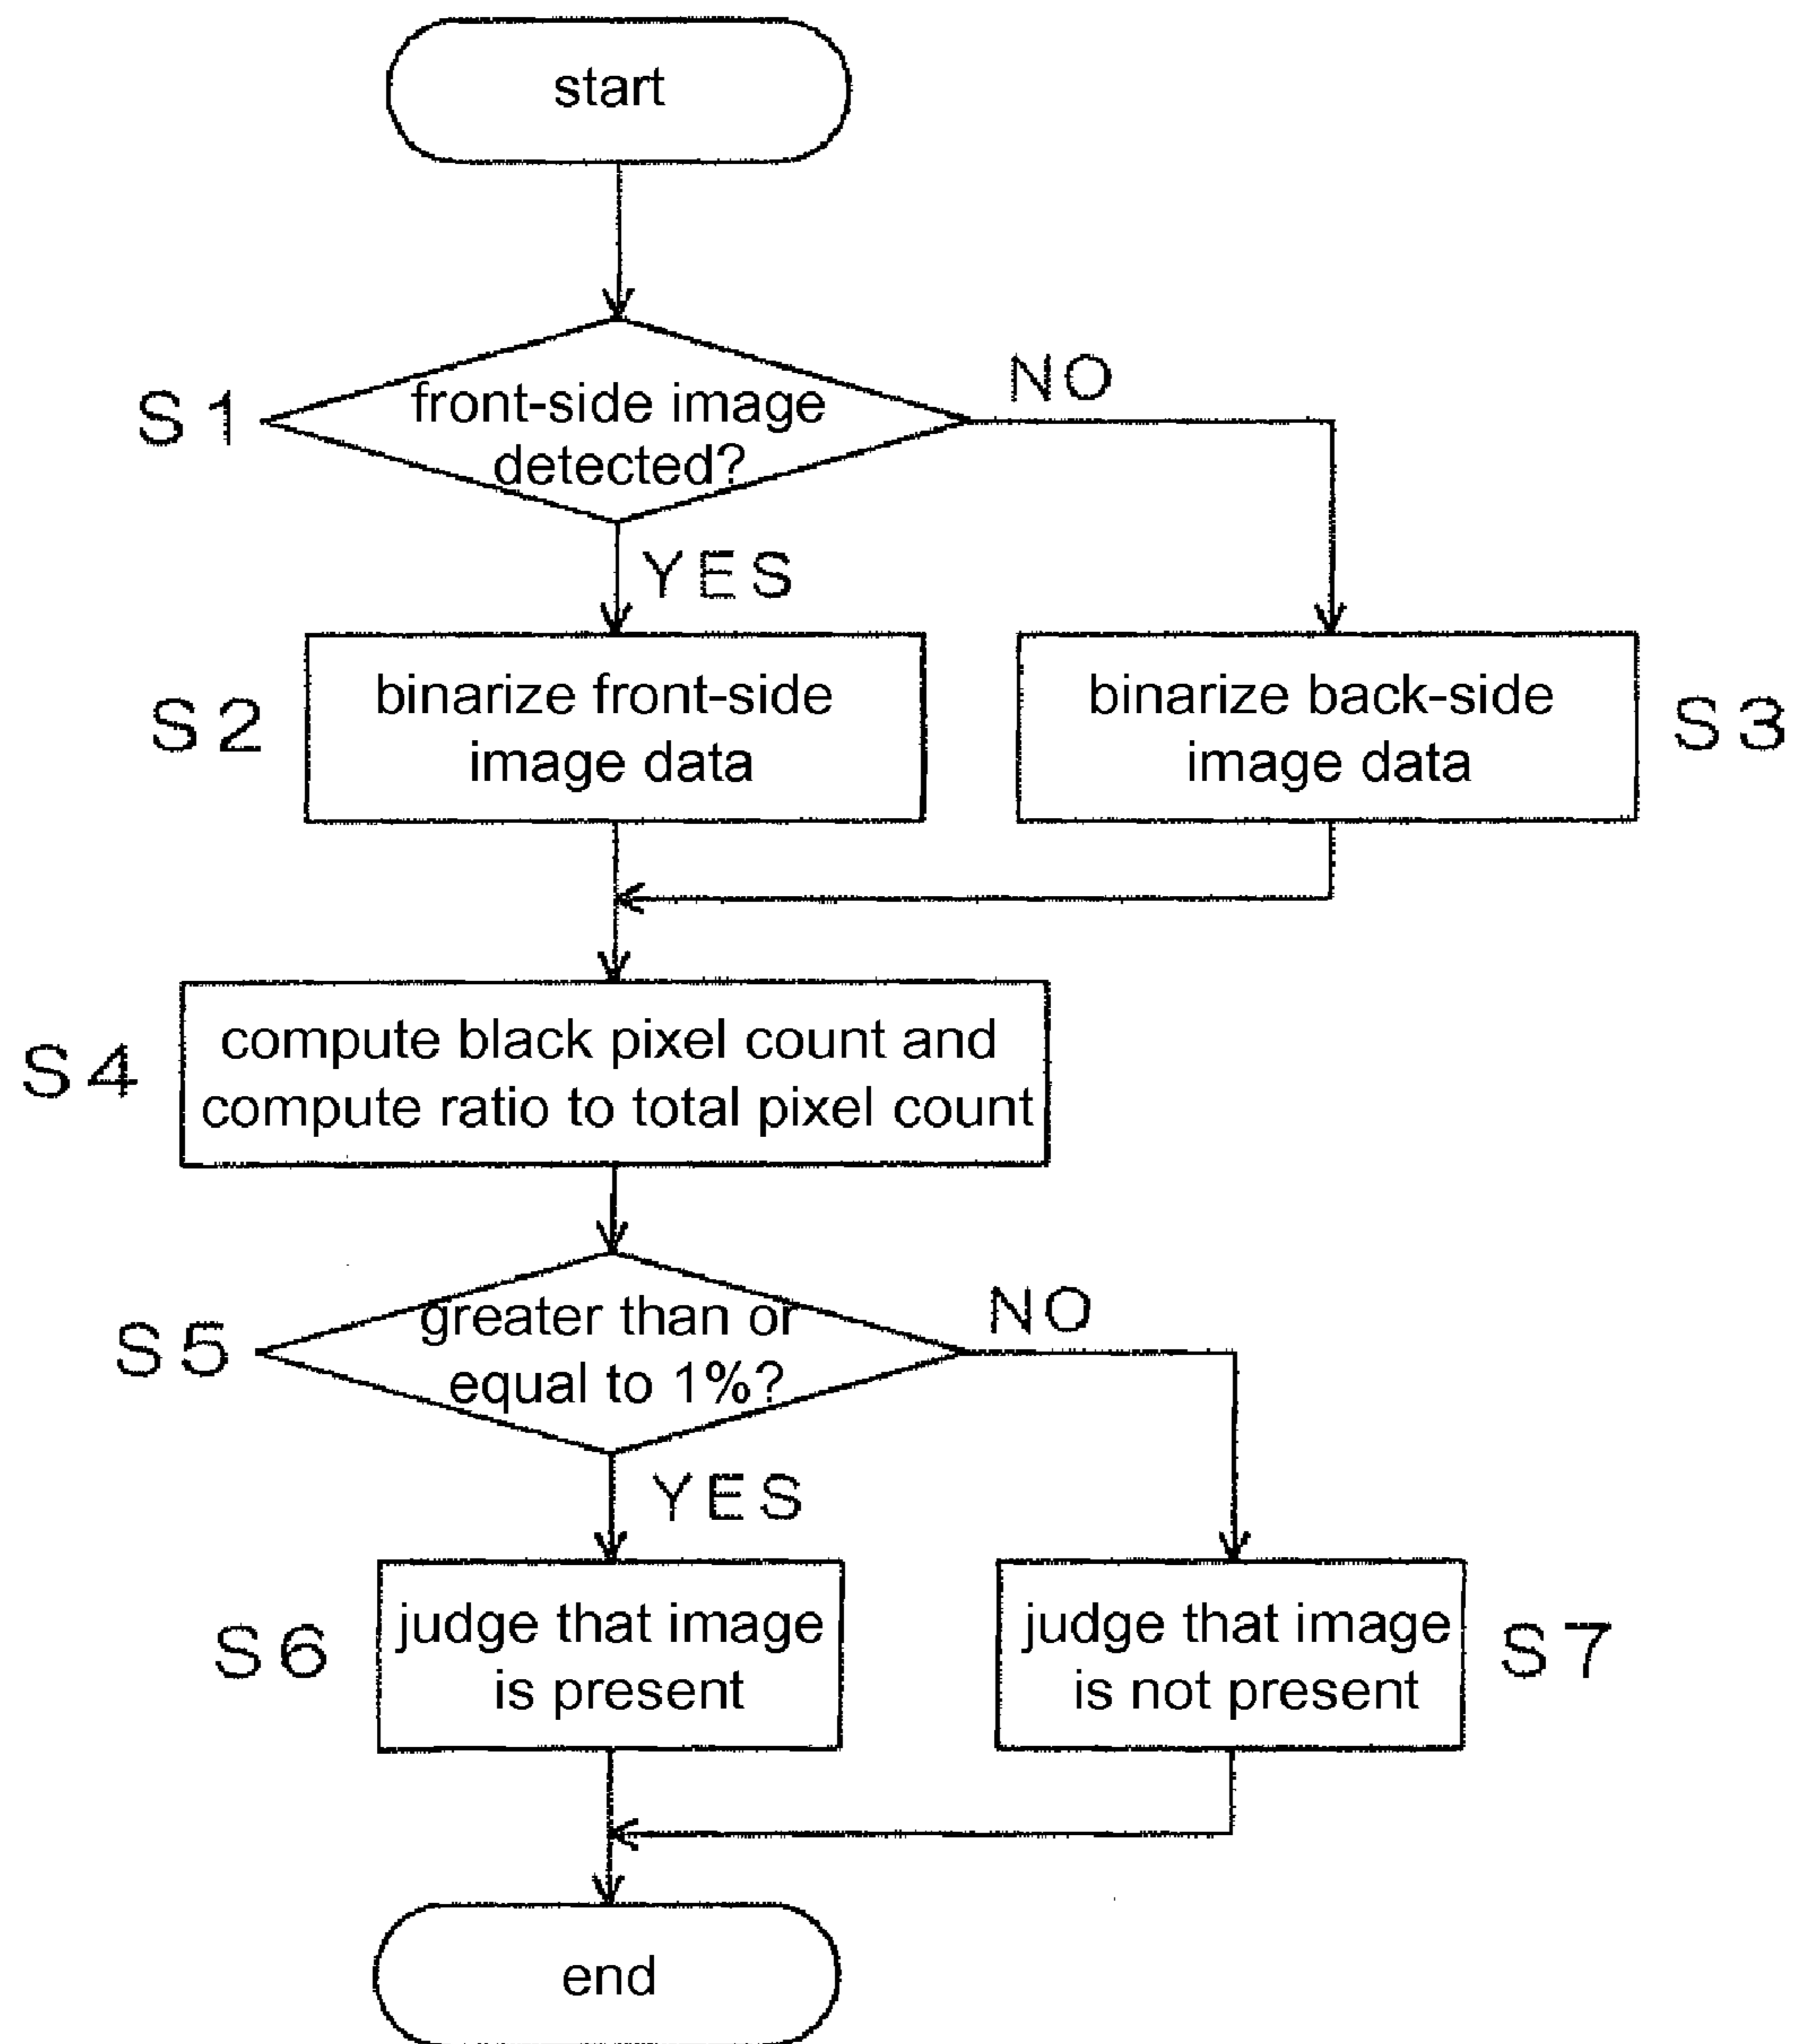 start
S1
front-side image
detected?
NO
YES
S2
binarize front-side
image data
binarize back-side
image data
S3
S4
compute black pixel count and
compute ratio to total pixel count
S5
greater than or
equal to 1%?
NO
YES
S6
judge that image
is present
judge that image
is not present
S7
end